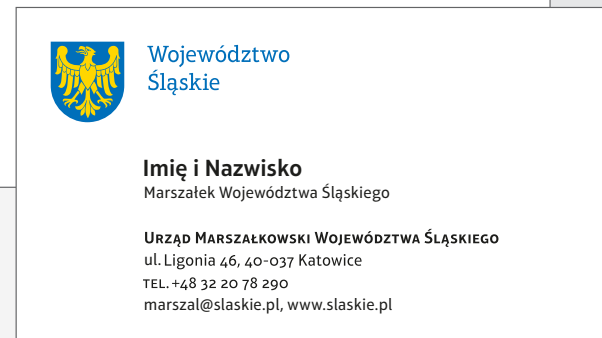 Województwo
Śląskie
Imię i Nazwisko
Marszałek Województwa Śląskiego
Urząd Marszałkowski Województwa Śląskiego
ul. Ligonia 46, 40-037 Katowice
TEL. +48 32 20 78 290
marszal@slaskie.pl, www.slaskie.pl